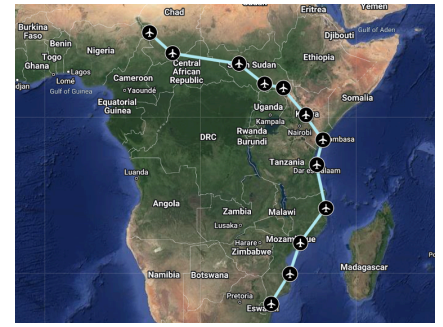 Chad
Eritrea
Yemen
Burkina
Faso
Djibouti
Gulf of Aden
Benin
Nigeria
Togo
Ghana
Lagos
Lomé
Gulf of Guinea
Cameroon
Yaoundé
Central
African
Republic
Sudan
Ethiopia
Equatorial
Guinea
Somalia
Uganda
Kampala
Nairobi
DRC
Rwanda
Burundi
Tanzania
Luanda
Angola
Zambia
Malawi
Lusaka
Harare
Zimbabwe
Namibia
Botswana
Madagascar
Pretoria